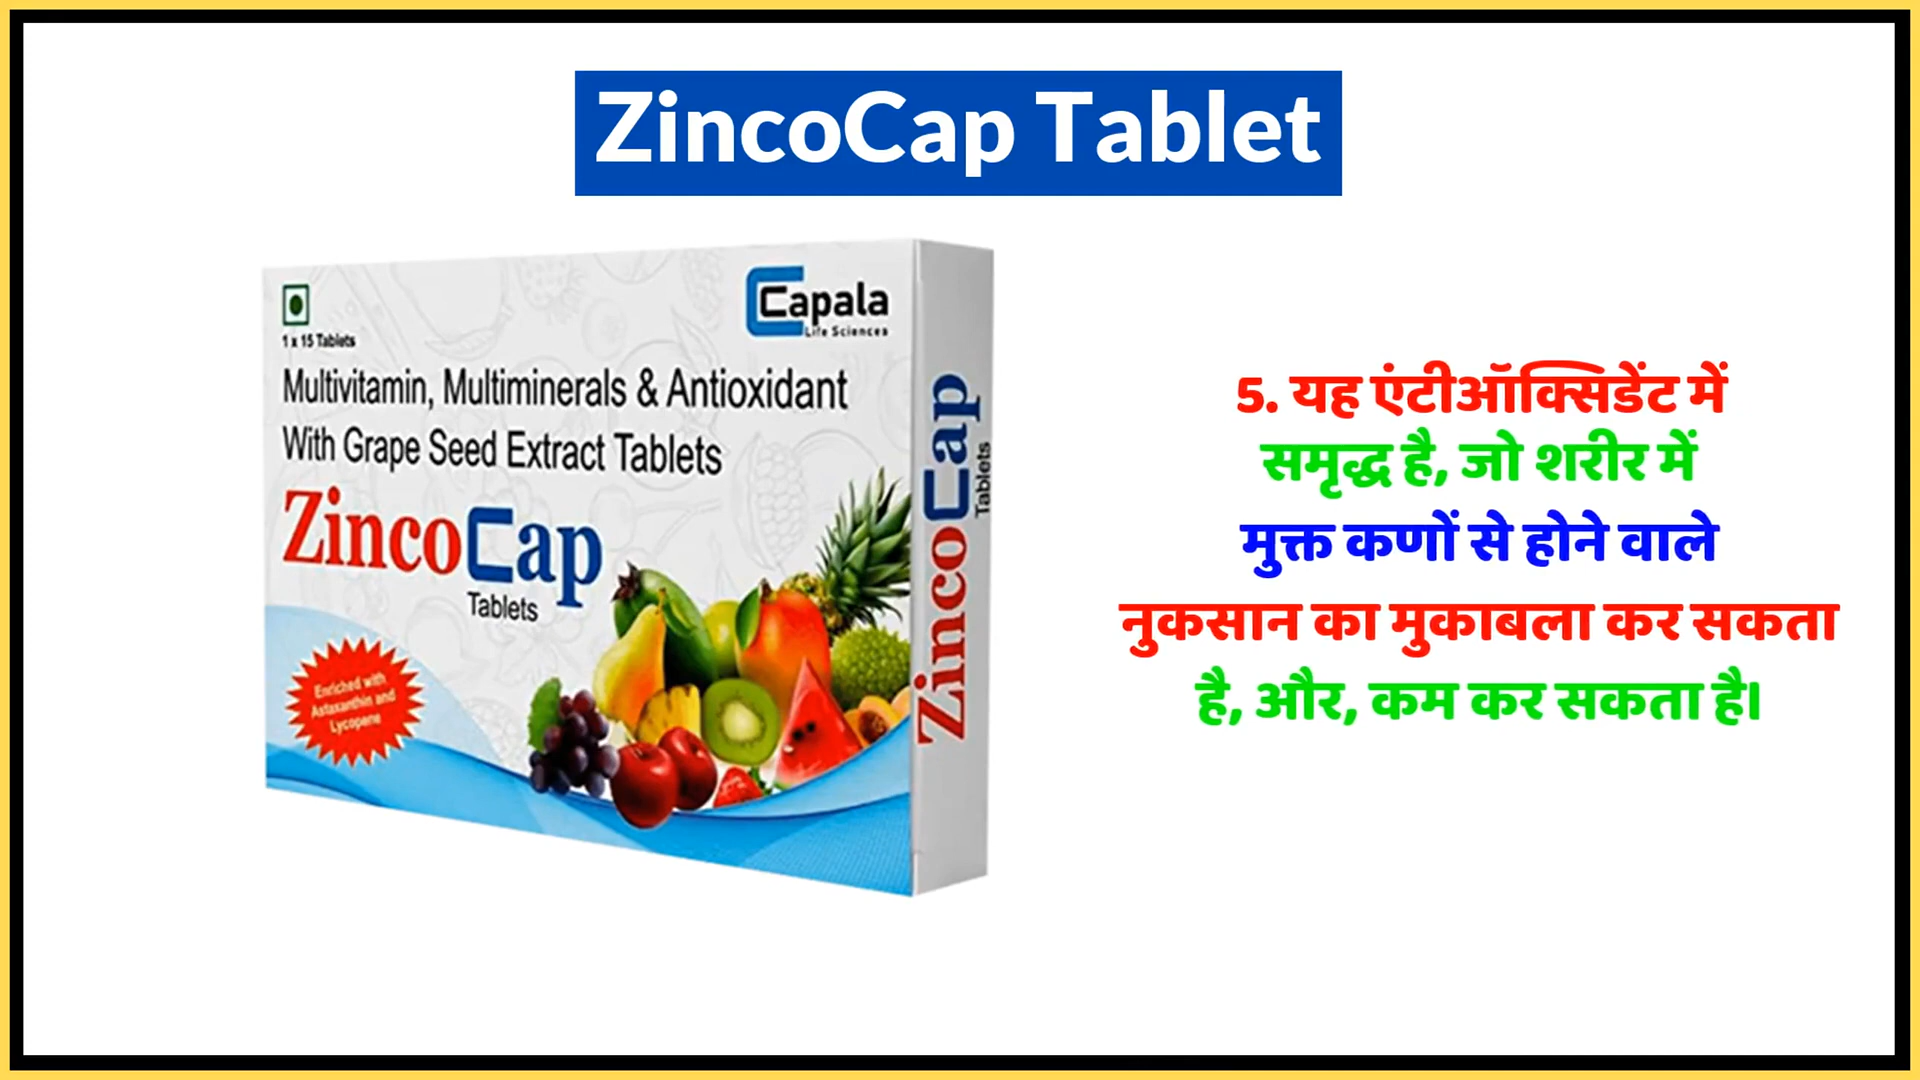 ZincoCap Tablet
1 x 15 Tablets
Capala
Life Sciences
Multivitamin, Multiminerals & Antioxidant
With Grape Seed Extract Tablets
ZincoCap
Tablets
Enriched with
Astaxanthin and
Lycopene
ZincoCap
Tablets
5. यह एंटीऑक्सिडेंट में
समृद्ध है, जो शरीर में
मुक्त कणों से होने वाले
नुकसान का मुकाबला कर सकता
है, और, कम कर सकता है।